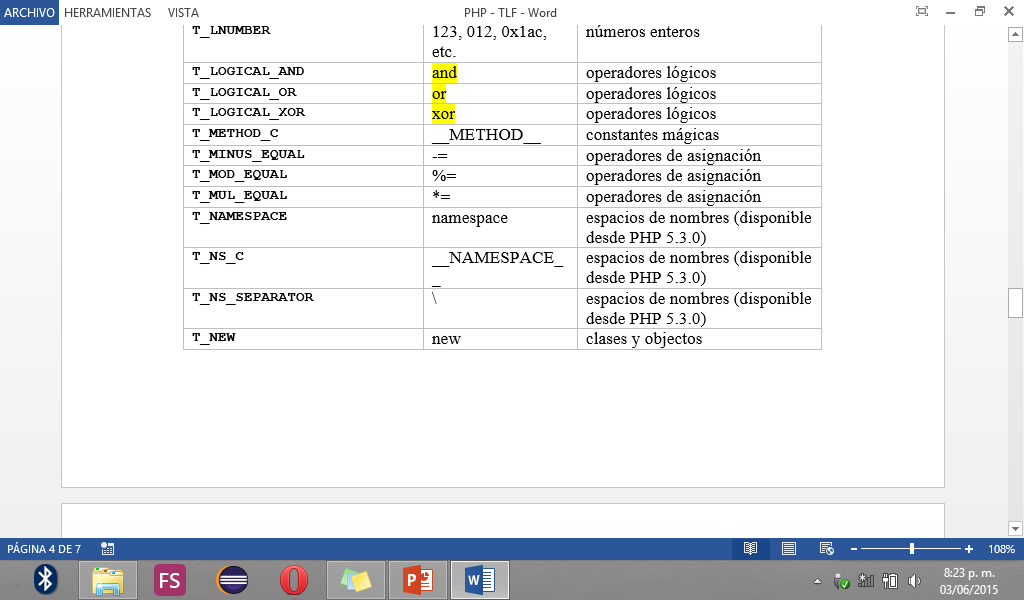 ARCHIVO HERRAMIENTAS VISTA PHP - TLF - Word
T_LNUMBER 123, 012, 0x1ac, números enteros
etc.
T_LOGICAL_AND and operadores lógicos
T_LOGICAL_OR or operadores lógicos
T_LOGICAL_XOR xor operadores lógicos
T_METHOD_C __METHOD__ constantes mágicas
T_MINUS_EQUAL -= operadores de asignación
T_MOD_EQUAL %= operadores de asignación
T_MUL_EQUAL *= operadores de asignación
T_NAMESPACE namespace espacios de nombres (disponible
desde PHP 5.3.0)
T_NS_C __NAMESPACE_ espacios de nombres (disponible
_ desde PHP 5.3.0)
T_NS_SEPARATOR \ espacios de nombres (disponible
desde PHP 5.3.0)
T_NEW new clases y objectos
PÁGINA 4 DE 7 108%
FS P W
8:23 p. m.
03/06/2015